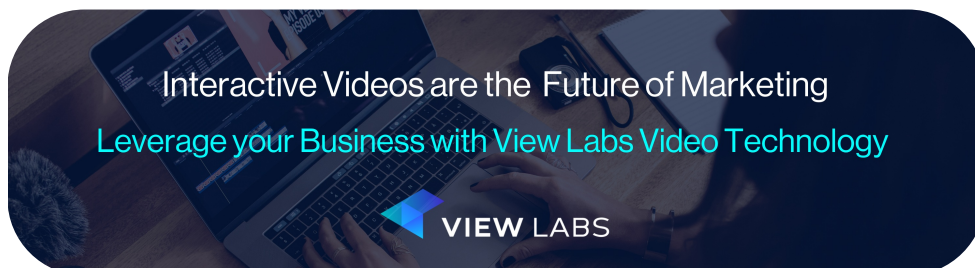 Interactive Videos are the Future of Marketing
Leverage your Business with View Labs Video Technology
VIEW LABS